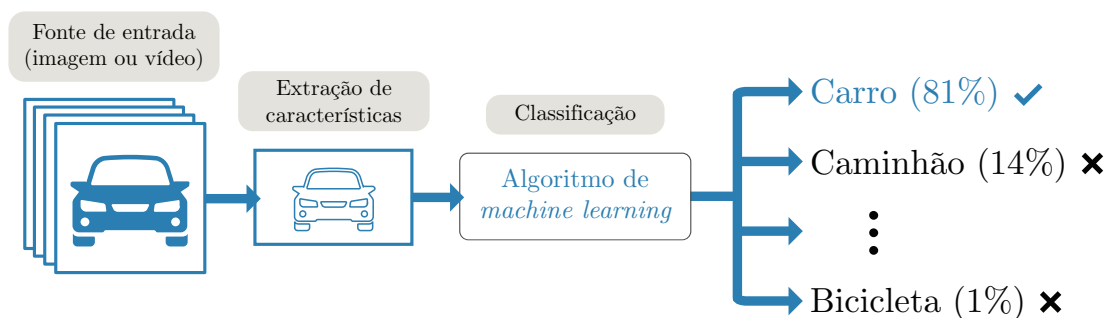 Fonte de entrada
(imagem ou vídeo)
Extração de
características
Classificação
Algoritmo de
machine learning
Carro (81%)
Caminhão (14%)
Bicicleta (1%)